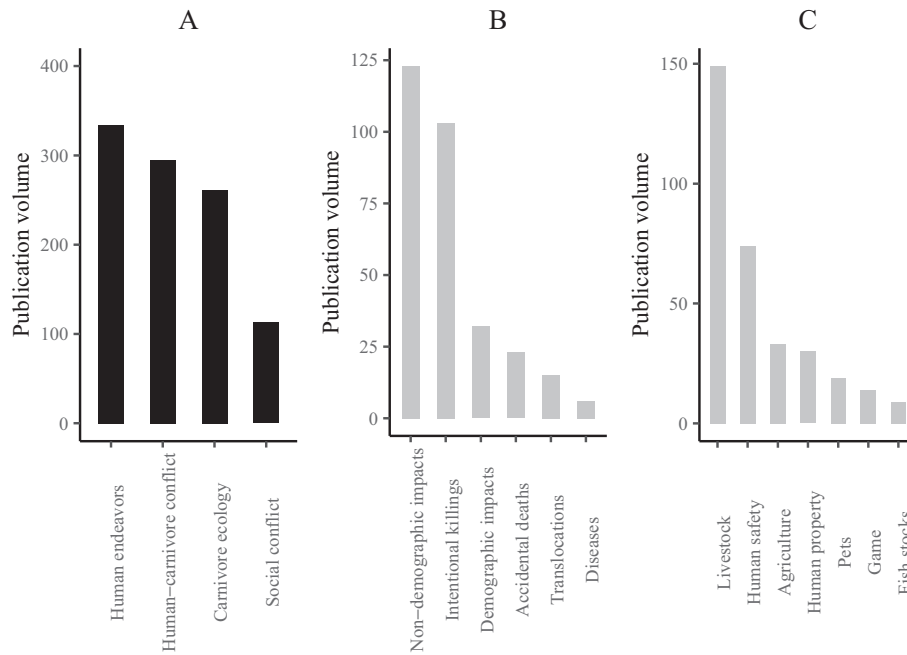 A
Publication volume
400
300
200
100
0
Human endeavors
Human−carnivore conflict
Carnivore ecology
Social conflict
B
Publication volume
125
100
75
50
25
0
Non−demographic impacts
Intentional killings
Demographic impacts
Accidental deaths
Translocations
Diseases
C
Publication volume
150
100
50
0
Livestock
Human safety
Agriculture
Human property
Pets
Game
Fish stocks